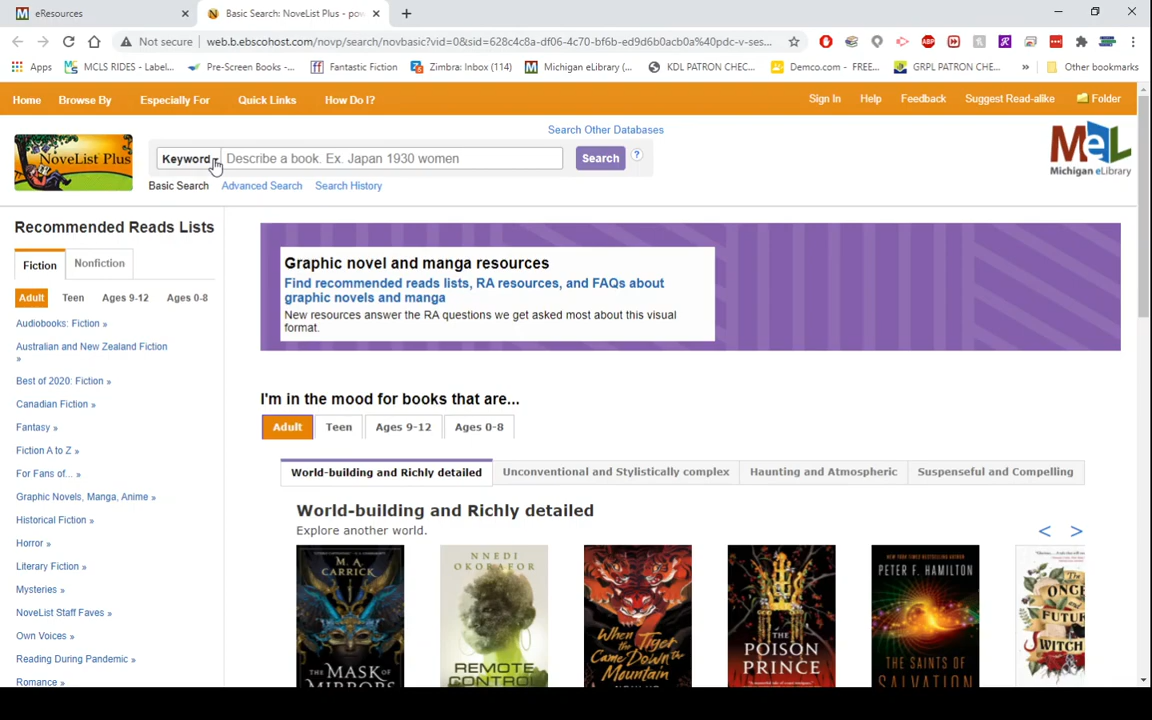 eResources
Basic Search: NoveList Plus - pow
Not secure
web.b.ebscohost.com/novp/search/novbasic?vid=0&sid=628c4c8a-df06-4c70-bf6b-ed9d6b0acb0a%40pdc-v-ses...
Apps
MCLS RIDES - Label...
Pre-Screen Books -...
Fantastic Fiction
Zimbra: Inbox (114)
Michigan eLibrary (...
KDL PATRON CHEC...
Demco.com - FREE...
GRPL PATRON CHE...
»
Other bookmarks
Home
Browse By
Especially For
Quick Links
How Do I?
Sign In
Help
Feedback
Suggest Read-alike
Folder
Search Other Databases
NoveList Plus
Keyword
Describe a book. Ex. Japan 1930 women
Search
?
Basic Search
Advanced Search
Search History
MeL
Michigan eLibrary
Recommended Reads Lists
Fiction
Nonfiction
Adult
Teen
Ages 9-12
Ages 0-8
Audiobooks: Fiction »
Australian and New Zealand Fiction
»
Best of 2020: Fiction »
Canadian Fiction »
Fantasy »
Fiction A to Z »
For Fans of... »
Graphic Novels, Manga, Anime »
Historical Fiction »
Horror »
Literary Fiction »
Mysteries »
NoveList Staff Faves »
Own Voices »
Reading During Pandemic »
Romance »
Graphic novel and manga resources
Find recommended reads lists, RA resources, and FAQs about
graphic novels and manga
New resources answer the RA questions we get asked most about this visual
format.
I'm in the mood for books that are...
Adult
Teen
Ages 9-12
Ages 0-8
World-building and Richly detailed
Unconventional and Stylistically complex
Haunting and Atmospheric
Suspenseful and Compelling
World-building and Richly detailed
Explore another world.
< >
M. A.
CARRICK
THE MASK
OF
MIRRORS
NNEDI
OKORAFOR
REMOTE
CONTROL
When the
Tiger
Came Down the
Mountain
NGHI VO
THE
POISON
PRINCE
PETER F. HAMILTON
THE SAINTS OF
SALVATION
The
ONCE
FUTUR
WITCH